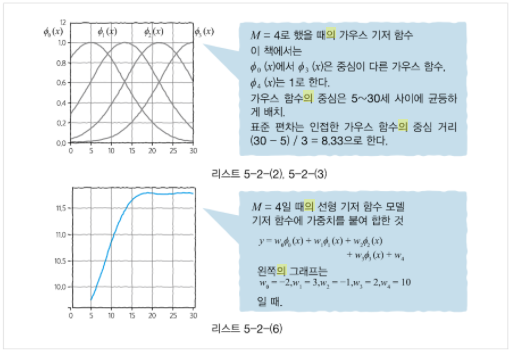 φ₀(x) φ₁(x) φ₂(x) φ₃(x)
12
1.0
0.8
0.6
0.4
0.2
0.0
0 5 10 15 20 25 30
M = 4로 했을 때의 가우스 기저 함수
이 책에서는
φ₀ (x)에서 φ₃ (x)은 중심이 다른 가우스 함수.
φ₄ (x)는 1로 한다.
가우스 함수의 중심은 5~30세 사이에 균등하
게 배치.
표준 편차는 인접한 가우스 함수의 중심 거리
(30 − 5) / 3 = 8.33으로 한다.
리스트 5-2-(2), 5-2-(3)
11,5
11,0
10,5
10,0
0 5 10 15 20 25 30
M = 4일 때의 선형 기저 함수 모델
기저 함수에 가중치를 붙여 합한 것
y = w₀φ₀(x) + w₁φ₁(x) + w₂φ₂(x)
+ w₃φ₃(x) + w₄
왼쪽의 그래프는
w₀ = −2,w₁ = 3,w₂ = −1,w₃ = 2,w₄ = 10
일 때.
리스트 5-2-(6)